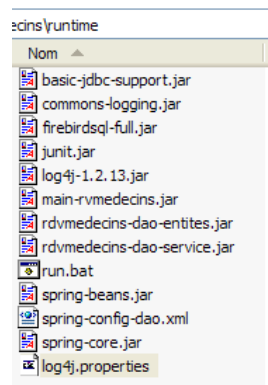 ecins\runtime
Nom
basic-jdbc-support.jar
commons-logging.jar
firebirdsql-full.jar
junit.jar
log4j-1.2.13.jar
main-rvmedecins.jar
rdvmedecins-dao-entites.jar
rdvmedecins-dao-service.jar
run.bat
spring-beans.jar
spring-config-dao.xml
spring-core.jar
log4j.properties